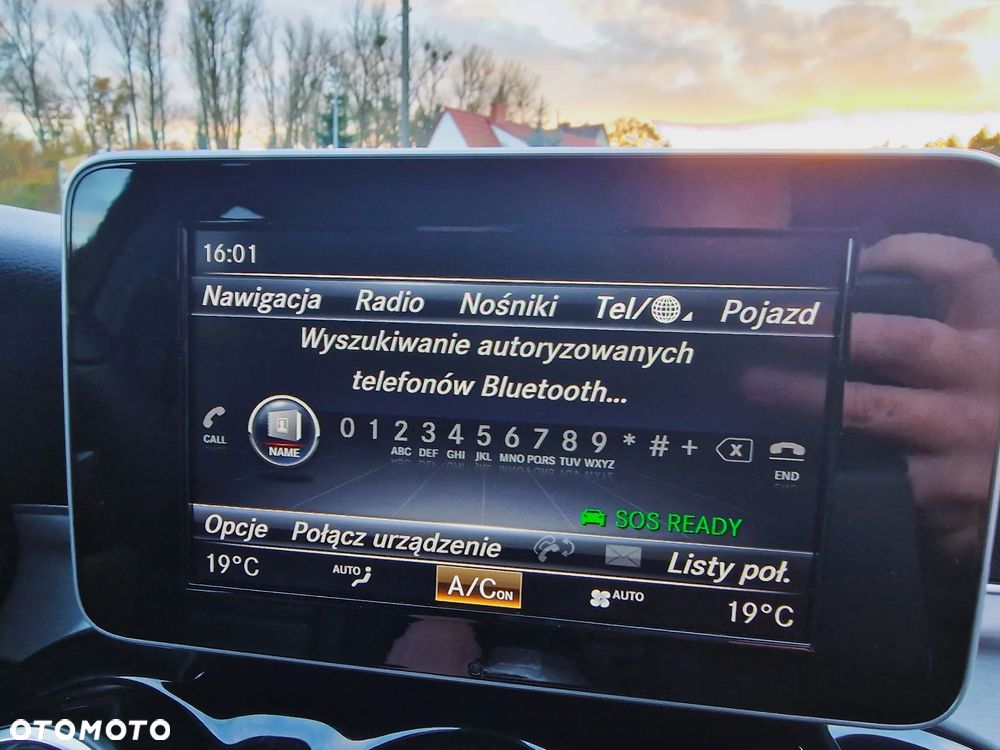 16:01
Nawigacja Radio Nośniki Tel/ Pojazd
Wyszukiwanie autoryzowanych
telefonów Bluetooth...
CALL NAME 0 1 2 3 4 5 6 7 8 9 * # + x END
ABC DEF GHI JKL MNO PQRS TUV WXYZ
SOS READY
Opcje Połącz urządzenie Listy poł.
19°C AUTO A/C ON AUTO 19°C
OTOMOTO